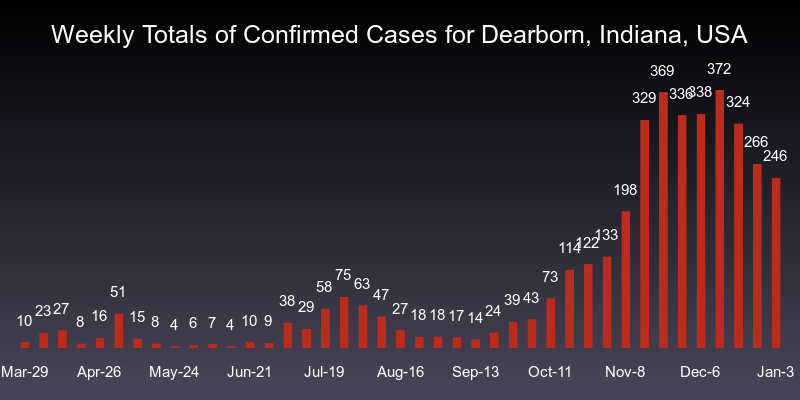 Weekly Totals of Confirmed Cases for Dearborn, Indiana, USA
10 23 27 8 16 51 15 8 4 6 7 4 10 9 38 29 58 75 63 47 27 18 18 17 14 24 39 43 73 114 122 133 198 329 369 336 338 372 324 266 246
Mar-29 Apr-26 May-24 Jun-21 Jul-19 Aug-16 Sep-13 Oct-11 Nov-8 Dec-6 Jan-3